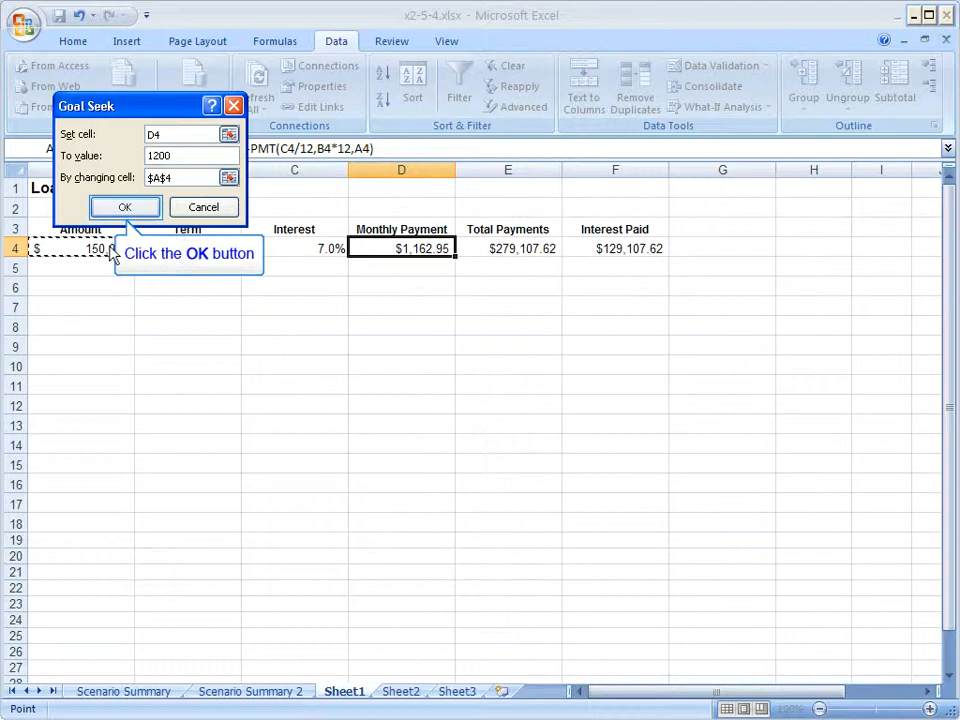 x2-5-4.xlsx - Microsoft Excel
Home Insert Page Layout Formulas Data Review View
From Access
From Web
From
Refresh All
Connections
Properties
Edit Links
Connections
Sort
Filter
Clear
Reapply
Advanced
Sort & Filter
Text to Columns
Remove Duplicates
Data Validation
Consolidate
What-If Analysis
Data Tools
Group
Ungroup
Subtotal
Outline
Goal Seek
Set cell: D4
To value: 1200
By changing cell: $A$4
OK Cancel
PMT(C4/12,B4*12,A4)
C D E F G H I
1 Loa
2
3 Amount Term Interest Monthly Payment Total Payments Interest Paid
4 $ 150, 7.0% $1,162.95 $279,107.62 $129,107.62
Click the OK button
5
6
7
8
9
10
11
12
13
14
15
16
17
18
19
20
21
22
23
24
25
26
27
Scenario Summary Scenario Summary 2 Sheet1 Sheet2 Sheet3
Point 100%